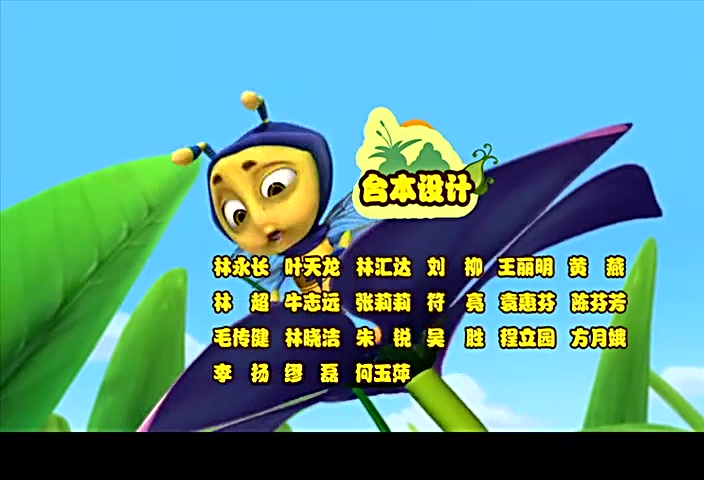 台本设计
林永长 叶天龙 林汇达 刘 柳 王丽明 黄 燕
林 超 牛志远 张莉莉 符 亮 袁惠芬 陈芬芳
毛传健 林晓洁 朱 锐 吴 胜 程立园 方月娥
李 扬 缪 磊 何玉萍